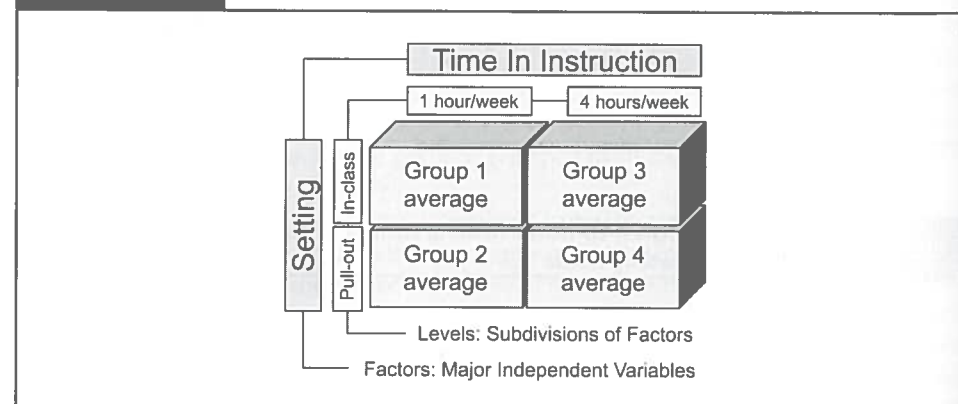 Time In Instruction
1 hour/week
4 hours/week
Setting
In-class
Group 1
average
Group 3
average
Pull-out
Group 2
average
Group 4
average
Levels: Subdivisions of Factors
Factors: Major Independent Variables